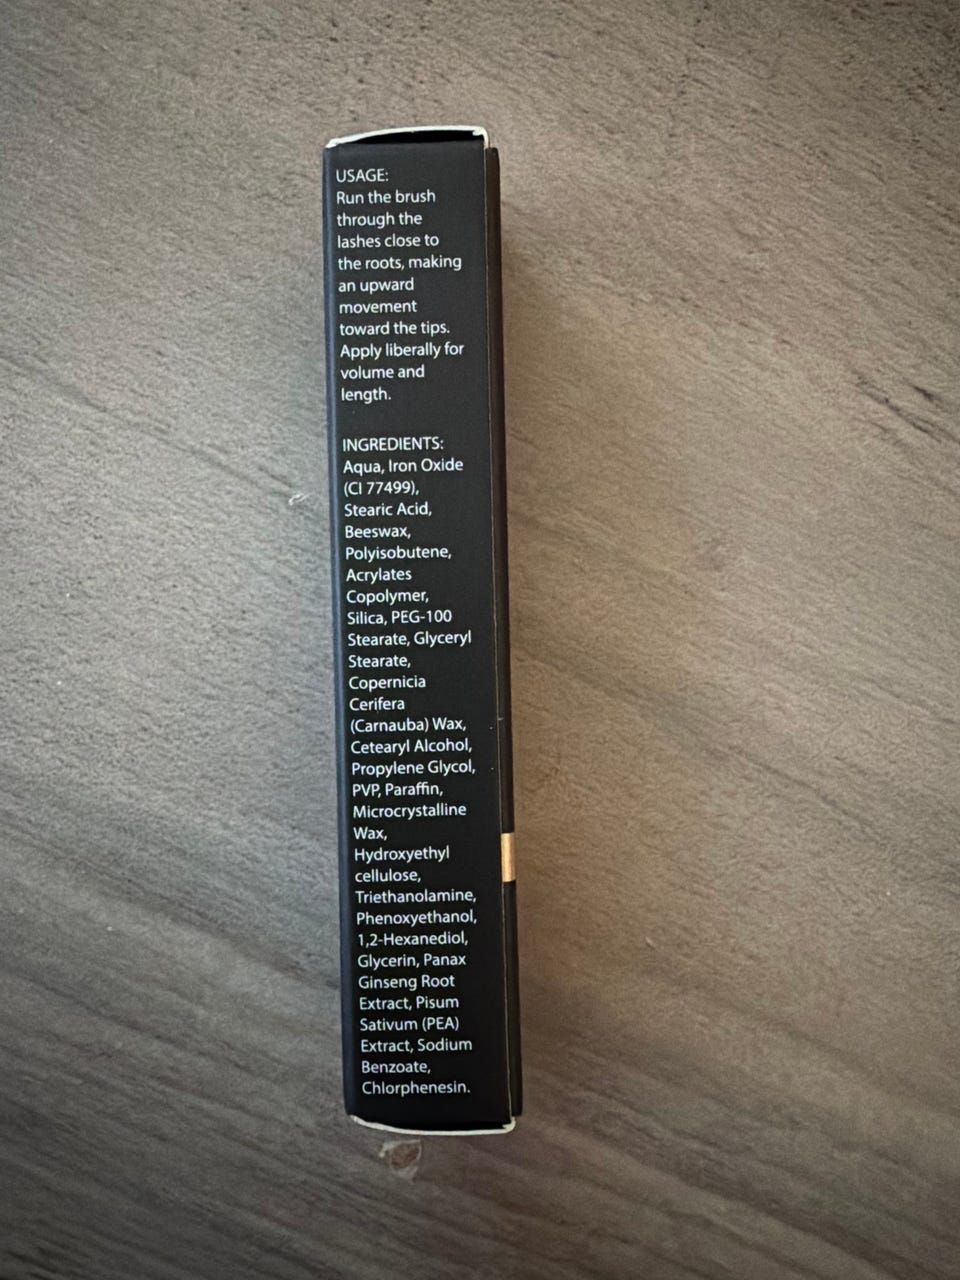 USAGE:
Run the brush
through the
lashes close to
the roots, making
an upward
movement
toward the tips.
Apply liberally for
volume and
length.
INGREDIENTS:
Aqua, Iron Oxide
(CI 77499),
Stearic Acid,
Beeswax,
Polyisobutene,
Acrylates
Copolymer,
Silica, PEG-100
Stearate, Glyceryl
Stearate,
Copernicia
Cerifera
(Carnauba) Wax,
Cetearyl Alcohol,
Propylene Glycol,
PVP, Paraffin,
Microcrystalline
Wax,
Hydroxyethyl
cellulose,
Triethanolamine,
Phenoxyethanol,
1,2-Hexanediol,
Glycerin, Panax
Ginseng Root
Extract, Pisum
Sativum (PEA)
Extract, Sodium
Benzoate,
Chlorphenesin.